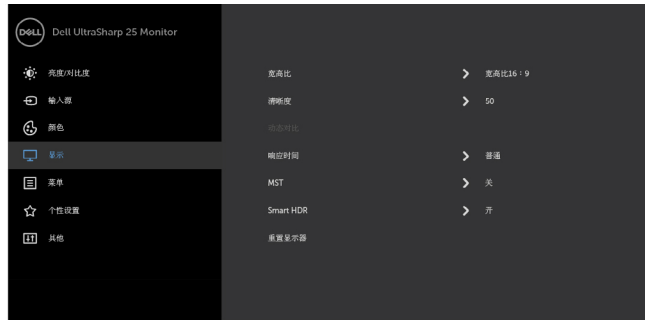 DELL
Dell UltraSharp 25 Monitor
亮度/对比度
输入源
颜色
显示
菜单
个性设置
其他
宽高比 宽高比16：9
清晰度 50
动态对比
响应时间 普通
MST 关
Smart HDR 开
重置显示器